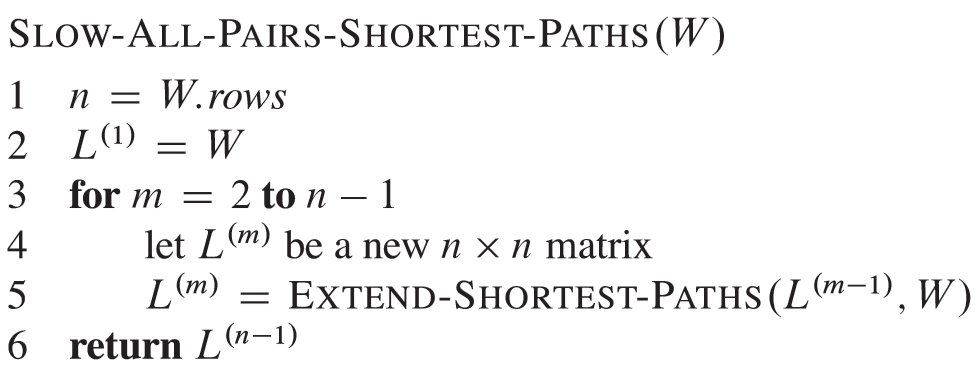 SLOW-ALL-PAIRS-SHORTEST-PATHS(W)
1 n = W.rows
2 L^(1) = W
3 for m = 2 to n − 1
4 let L^(m) be a new n × n matrix
5 L^(m) = EXTEND-SHORTEST-PATHS(L^(m−1), W)
6 return L^(n−1)